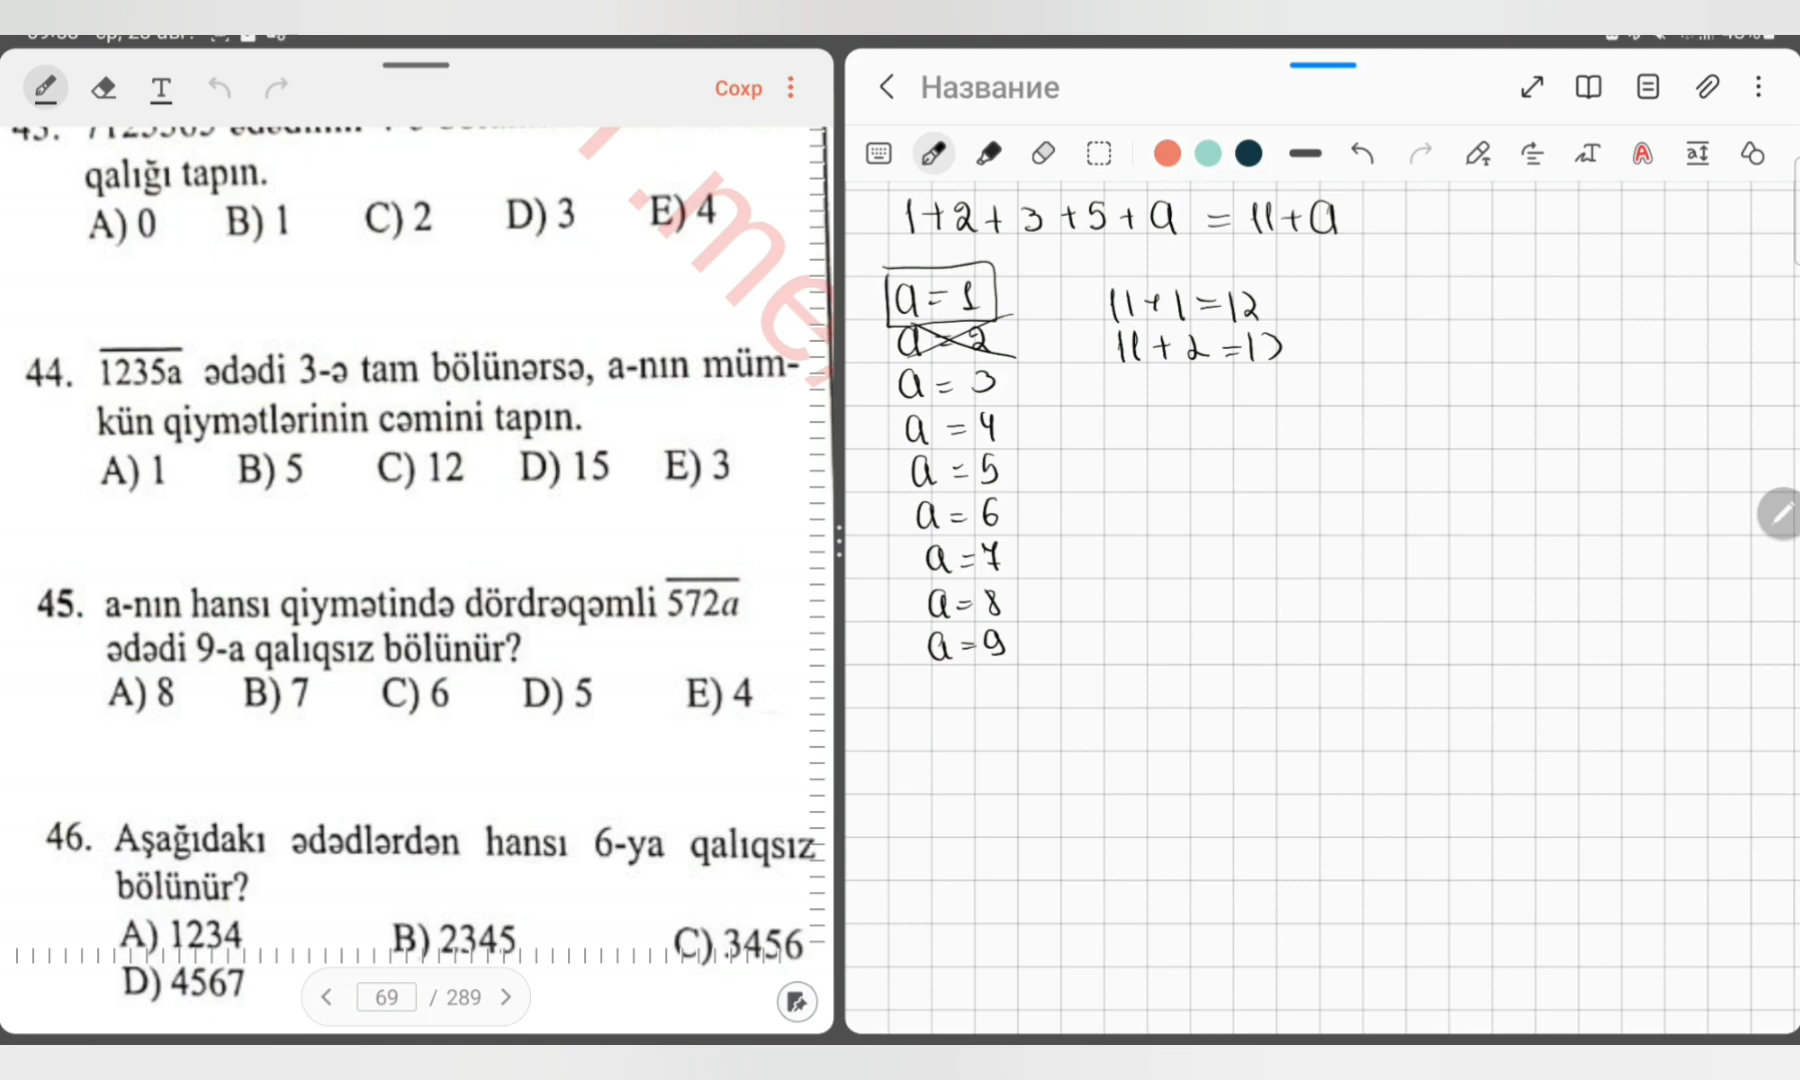 Сохр
qalığı tapın.
A) 0 B) 1 C) 2 D) 3 E) 4
44. 1235a ədədi 3-ə tam bölünərsə, a-nın müm-
kün qiymətlərinin cəmini tapın.
A) 1 B) 5 C) 12 D) 15 E) 3
45. a-nın hansı qiymətində dördrəqəmli 572a
ədədi 9-a qalıqsız bölünür?
A) 8 B) 7 C) 6 D) 5 E) 4
46. Aşağıdakı ədədlərdən hansı 6-ya qalıqsız
bölünür?
A) 1234 B) 2345 C) 3456
D) 4567
69 / 289
.me
Название
1+2+3+5+a = 11+a
a = 1 11+1=12
a = 2 11+2=13
a = 3
a = 4
a = 5
a = 6
a = 7
a = 8
a = 9